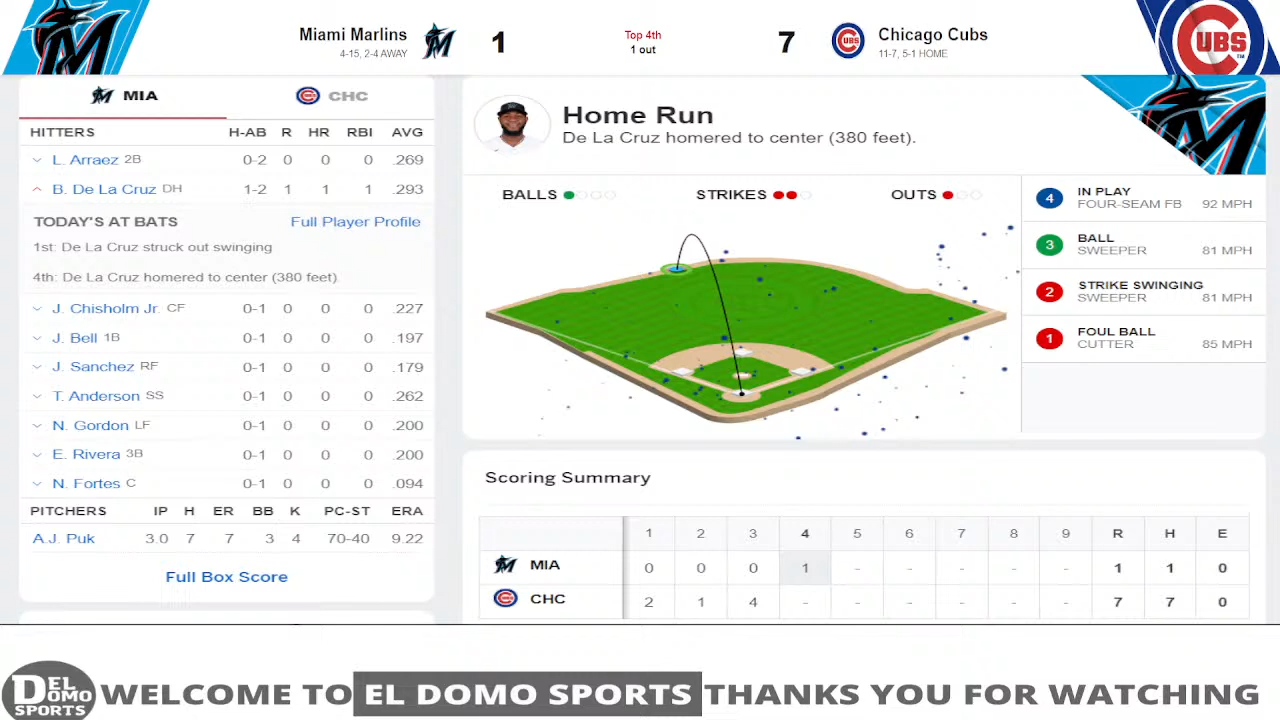 Miami Marlins
4-15, 2-4 AWAY
1
Top 4th
1 out
7
Chicago Cubs
11-7, 5-1 HOME
CUBS
UBS
MIA
CHC
HITTERS H-AB R HR RBI AVG
L. Arraez 2B 0-2 0 0 0 .269
B. De La Cruz DH 1-2 1 1 1 .293
TODAY'S AT BATS Full Player Profile
1st: De La Cruz struck out swinging
4th: De La Cruz homered to center (380 feet).
J. Chisholm Jr. CF 0-1 0 0 0 .227
J. Bell 1B 0-1 0 0 0 .197
J. Sanchez RF 0-1 0 0 0 .179
T. Anderson SS 0-1 0 0 0 .262
N. Gordon LF 0-1 0 0 0 .200
E. Rivera 3B 0-1 0 0 0 .200
N. Fortes C 0-1 0 0 0 .094
PITCHERS IP H ER BB K PC-ST ERA
A.J. Puk 3.0 7 7 3 4 70-40 9.22
Full Box Score
Home Run
De La Cruz homered to center (380 feet).
BALLS STRIKES OUTS
4 IN PLAY
FOUR-SEAM FB 92 MPH
3 BALL
SWEEPER 81 MPH
2 STRIKE SWINGING
SWEEPER 81 MPH
1 FOUL BALL
CUTTER 85 MPH
Scoring Summary
1 2 3 4 5 6 7 8 9 R H E
MIA 0 0 0 1 - - - - - 1 1 0
CHC 2 1 4 - - - - - - 7 7 0
DEL DOMO SPORTS
WELCOME TO EL DOMO SPORTS THANKS YOU FOR WATCHING